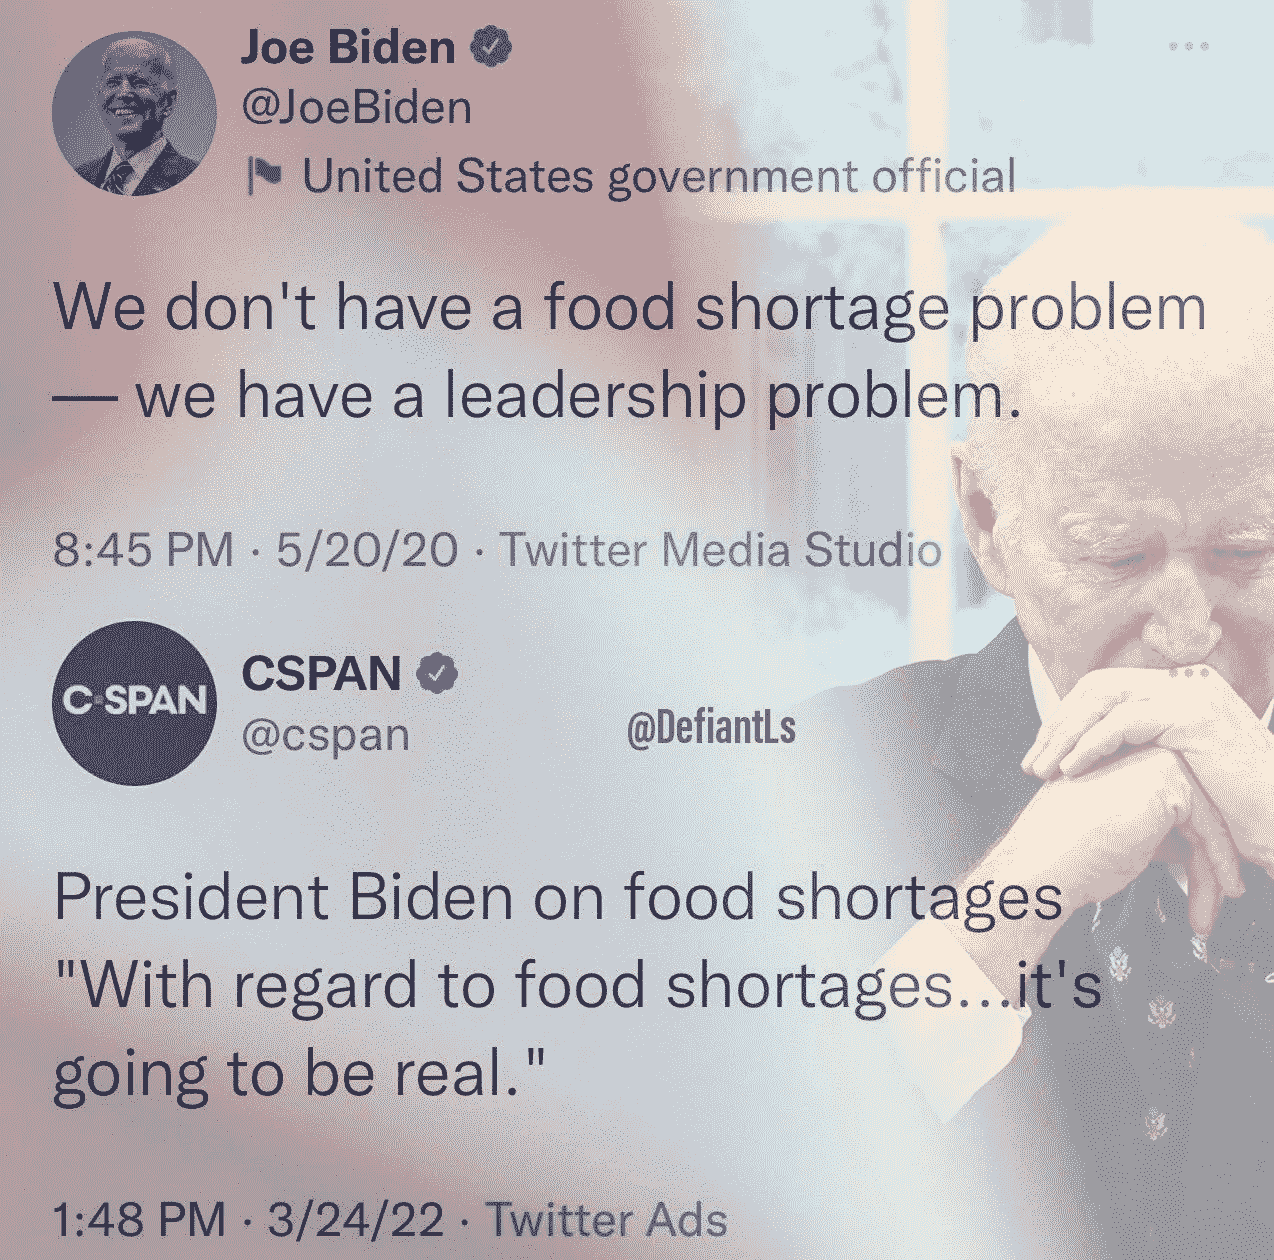 Joe Biden
@JoeBiden
United States government official
We don't have a food shortage problem
— we have a leadership problem.
8:45 PM · 5/20/20 · Twitter Media Studio
C-SPAN
CSPAN
@cspan
@DefiantLs
President Biden on food shortages
"With regard to food shortages...it's
going to be real."
1:48 PM · 3/24/22 · Twitter Ads